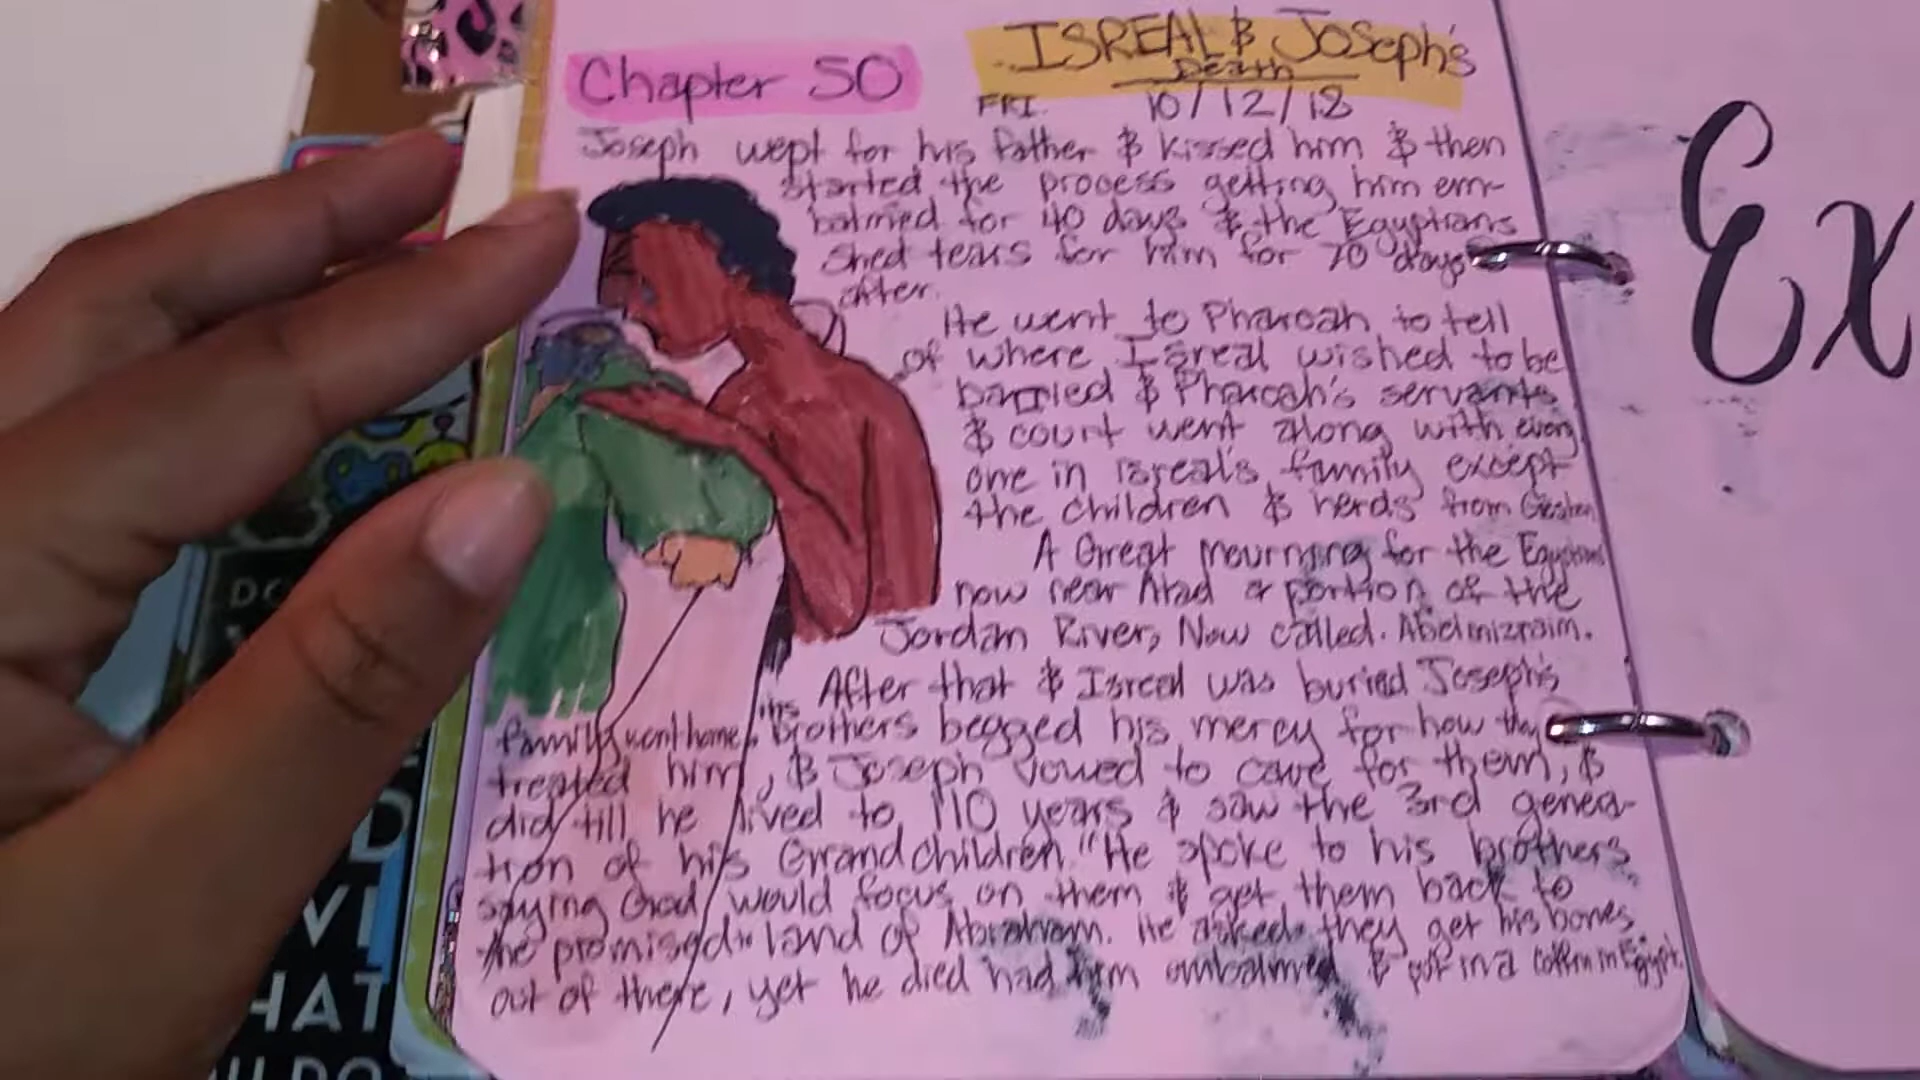 Chapter 50
ISREAL & Joseph's
Death
FRI. 10/12/18
Joseph wept for his father & kissed him & then
started the process getting him em-
balmed for 40 days & the Egyptians
shed tears for him for 70 days
after.
He went to Pharoah to tell
of where Isreal wished to be
barried & Pharoah's servants
& court went along with every
one in Isreal's family except
the children & herds from Goshen
A Great mourning for the Egyptians
now near Atad a portion of the
Jordan River, Now called. Abelmizraim.
After that & Isreal was buried Joseph's
family went home, his brothers begged his mercy for how they
treated him, & Joseph vowed to care for them, &
did till he lived to 110 years & saw the 3rd genea-
tion of his Grandchildren. "He spoke to his brothers
saying God would focus on them & get them back to
the promised land of Abraham. He asked they get his bones
out of there, yet he died had him embalmed & put in a coffin in Egypt.
Ex
DO
D
VI
HAT
U DO